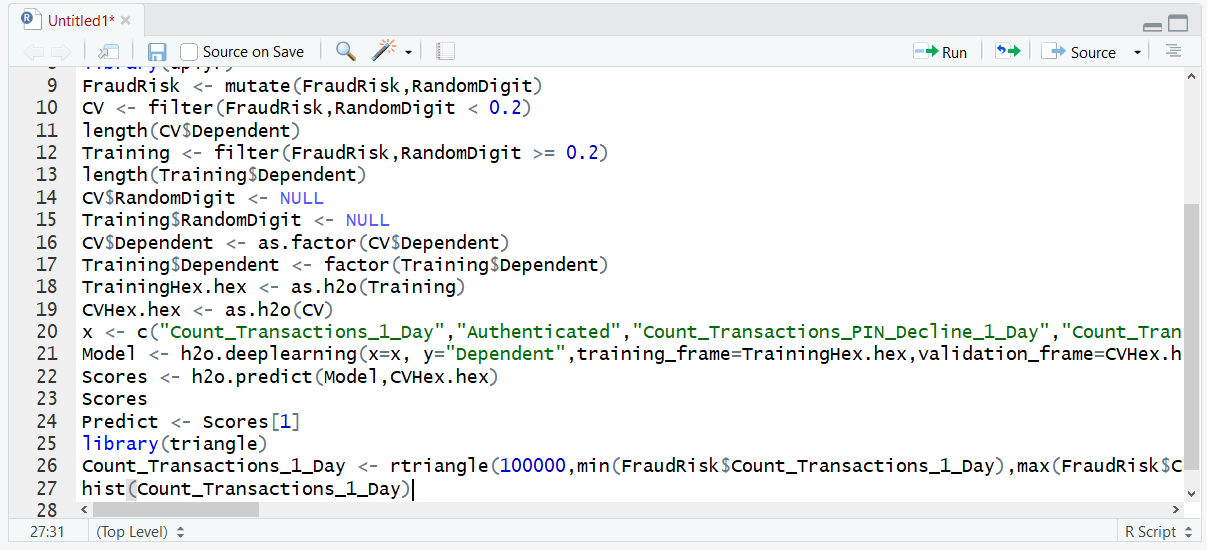 Untitled1*
Source on Save
Run
Source
9 FraudRisk <- mutate(FraudRisk,RandomDigit)
10 CV <- filter(FraudRisk,RandomDigit < 0.2)
11 length(CV$Dependent)
12 Training <- filter(FraudRisk,RandomDigit >= 0.2)
13 length(Training$Dependent)
14 CV$RandomDigit <- NULL
15 Training$RandomDigit <- NULL
16 CV$Dependent <- as.factor(CV$Dependent)
17 Training$Dependent <- factor(Training$Dependent)
18 TrainingHex.hex <- as.h2o(Training)
19 CVHex.hex <- as.h2o(CV)
20 x <- c("Count_Transactions_1_Day","Authenticated","Count_Transactions_PIN_Decline_1_Day","Count_Tran
21 Model <- h2o.deeplearning(x=x, y="Dependent",training_frame=TrainingHex.hex,validation_frame=CVHex.h
22 Scores <- h2o.predict(Model,CVHex.hex)
23 Scores
24 Predict <- Scores[1]
25 library(triangle)
26 Count_Transactions_1_Day <- rtriangle(100000,min(FraudRisk$Count_Transactions_1_Day),max(FraudRisk$C
27 hist(Count_Transactions_1_Day)
28
27:31 (Top Level) R Script